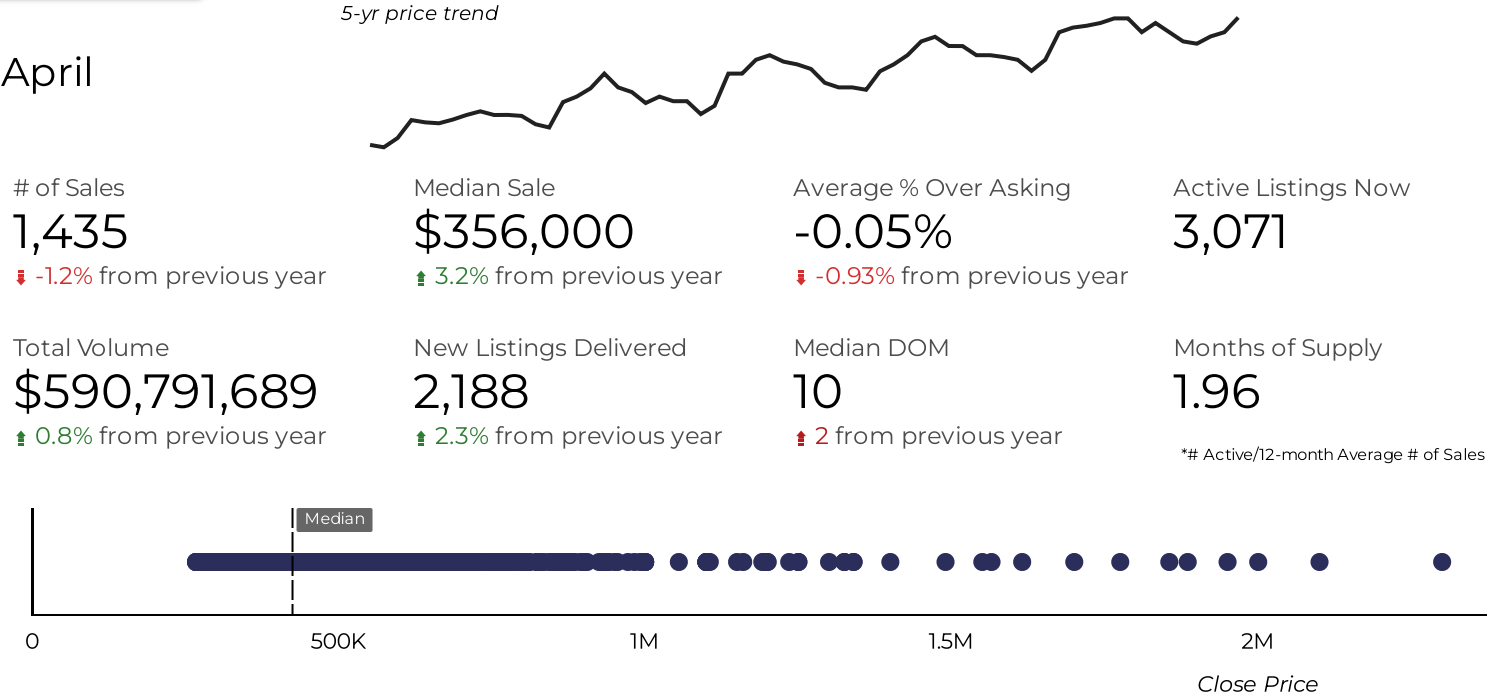 5-yr price trend
April
# of Sales
1,435
-1.2% from previous year
Median Sale
$356,000
3.2% from previous year
Average % Over Asking
-0.05%
-0.93% from previous year
Active Listings Now
3,071
Total Volume
$590,791,689
0.8% from previous year
New Listings Delivered
2,188
2.3% from previous year
Median DOM
10
2 from previous year
Months of Supply
1.96
*# Active/12-month Average # of Sales
Median
0 500K 1M 1.5M 2M
Close Price